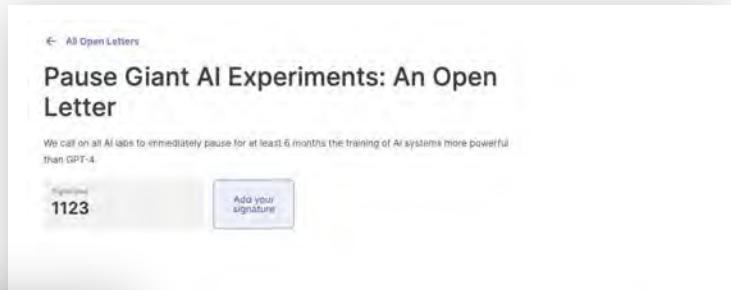 ← All Open Letters
Pause Giant AI Experiments: An Open
Letter
We call on all AI labs to immediately pause for at least 6 months the training of AI systems more powerful
than GPT-4.
Signatures
1123
Add your
signature